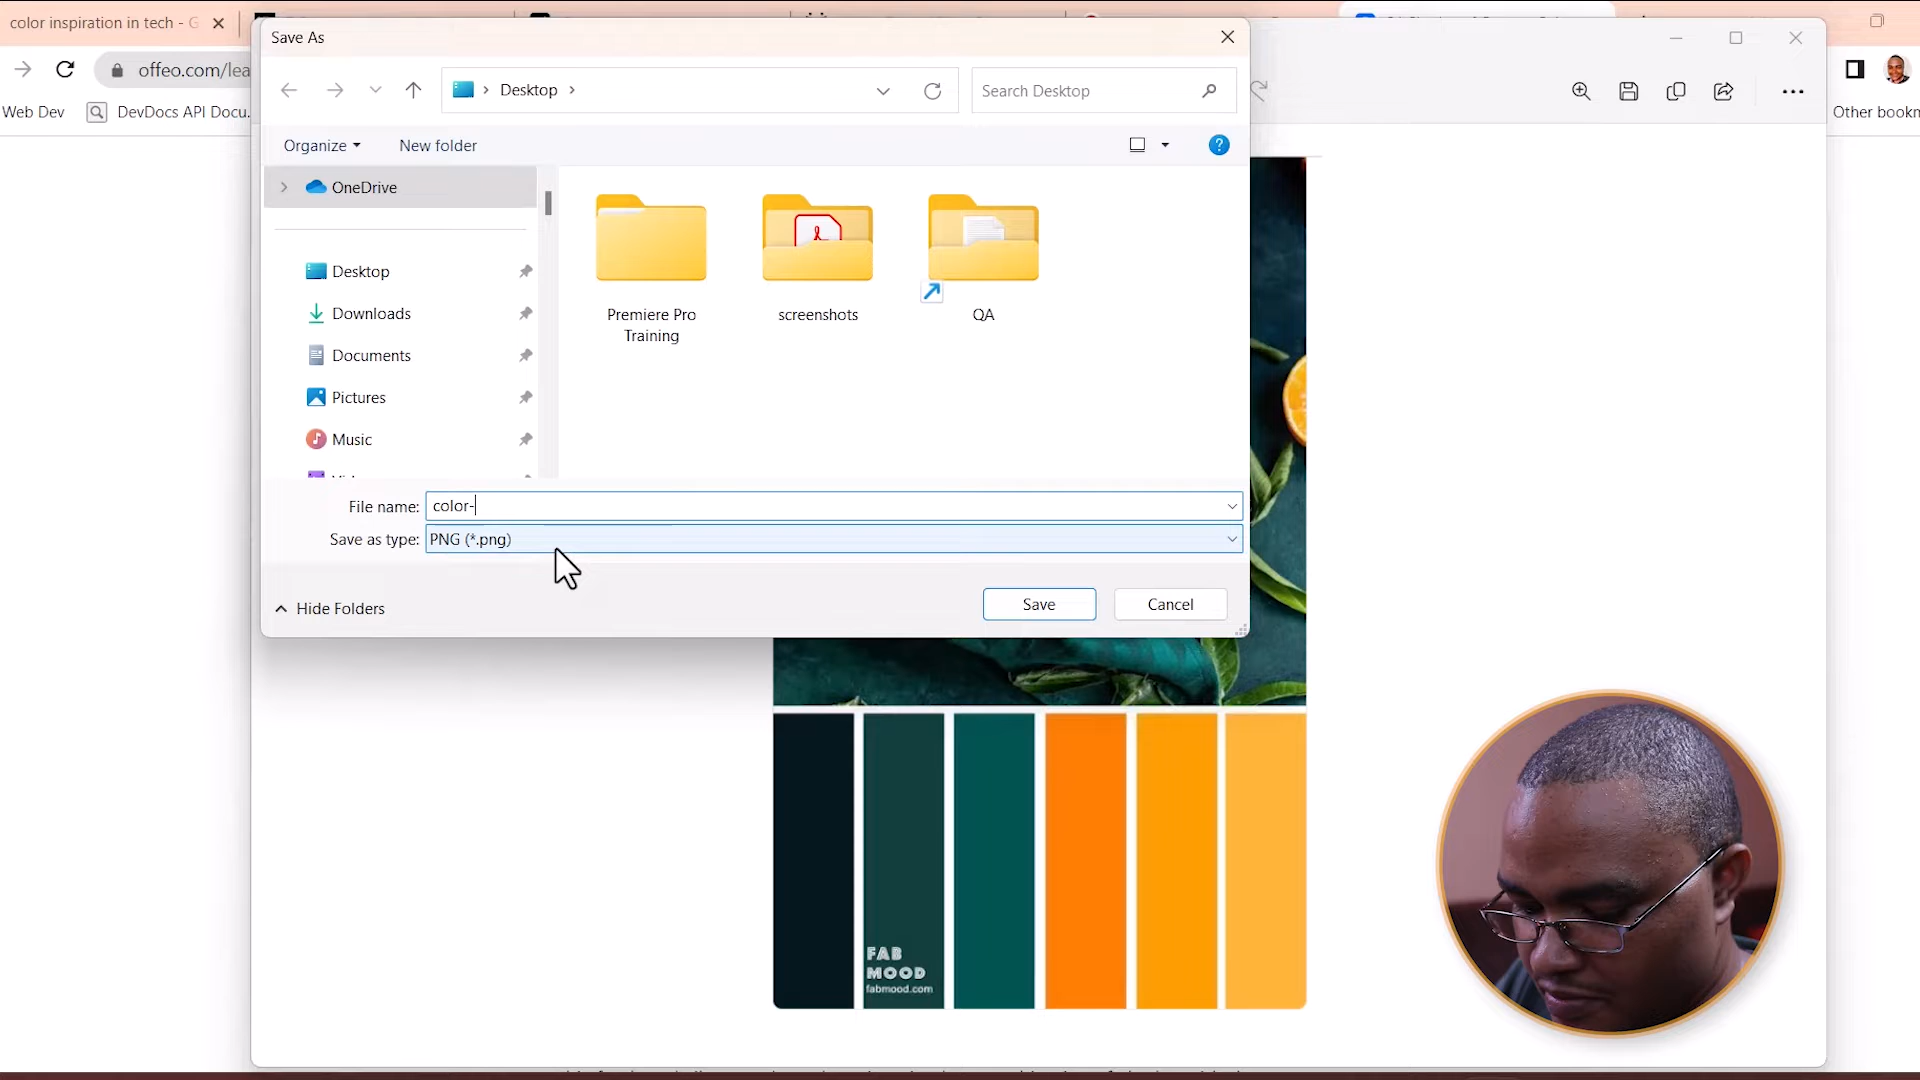 color inspiration in tech - G
Save As
offeo.com/lea
Desktop
Search Desktop
Web Dev
DevDocs API Docu.
Other bookm
Organize
New folder
OneDrive
Desktop
Downloads
Documents
Pictures
Music
Premiere Pro
Training
screenshots
QA
File name: color-
Save as type: PNG (*.png)
Hide Folders
Save
Cancel
FAB
MOOD
fabmood.com